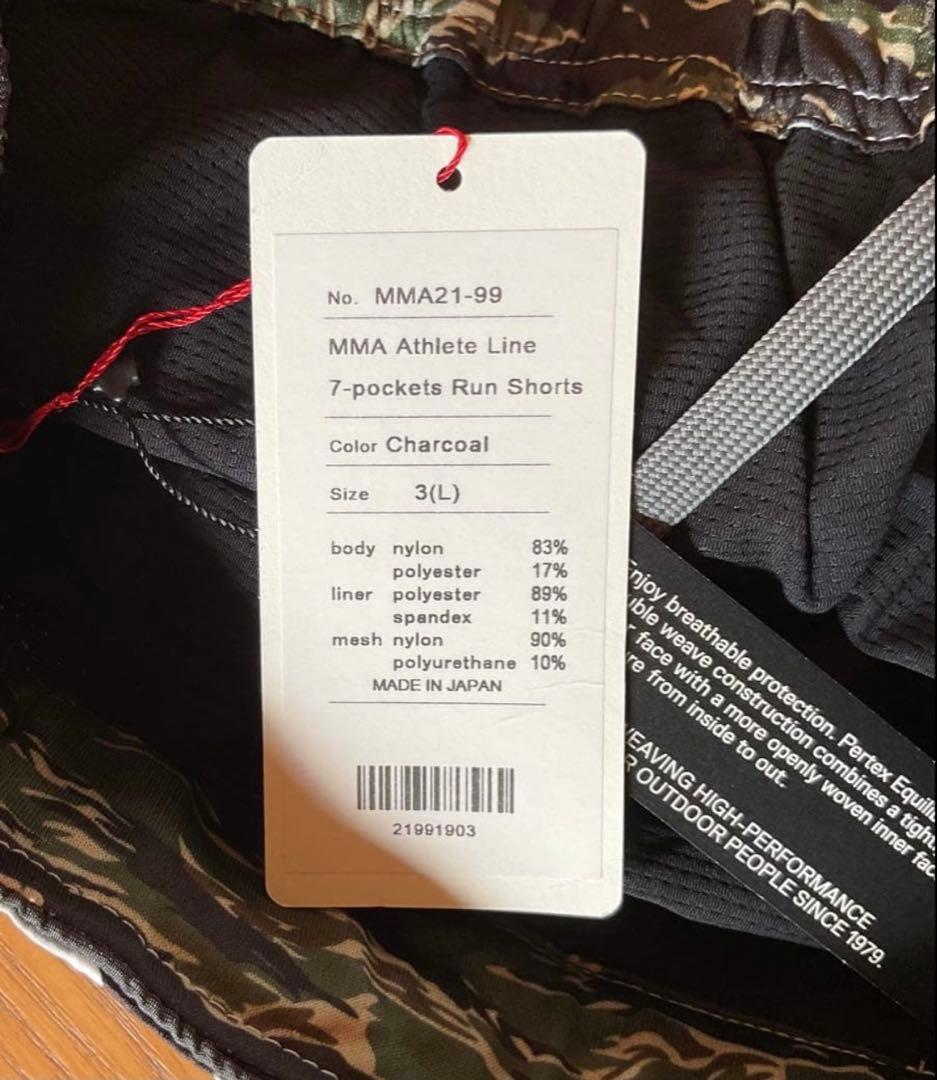 No. MMA21-99
MMA Athlete Line
7-pockets Run Shorts
Color Charcoal
Size 3(L)
body nylon 83%
polyester 17%
liner polyester 89%
spandex 11%
mesh nylon 90%
polyurethane 10%
MADE IN JAPAN
21991903
Enjoy breathable protection. Pertex
weave construction combines a
face with a more openly woven inner
from inside to out.
HIGH-PERFORMANCE
OUTDOOR PEOPLE SINCE 1979.